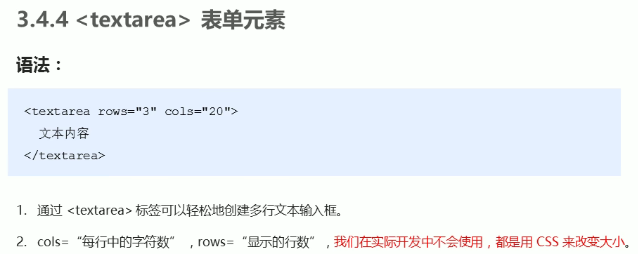 3.4.4 <textarea> 表单元素
语法：
<textarea rows="3" cols="20">
文本内容
</textarea>
1. 通过 <textarea> 标签可以轻松地创建多行文本输入框。
2. cols=“每行中的字符数” ，rows=“显示的行数”，我们在实际开发中不会使用，都是用 CSS 来改变大小。